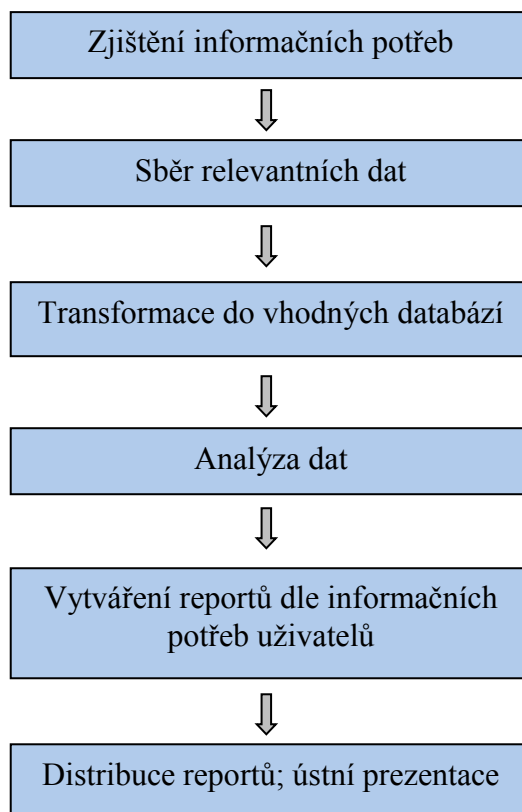 Zjištění informačních potřeb
Sběr relevantních dat
Transformace do vhodných databází
Analýza dat
Vytváření reportů dle informačních
potřeb uživatelů
Distribuce reportů; ústní prezentace